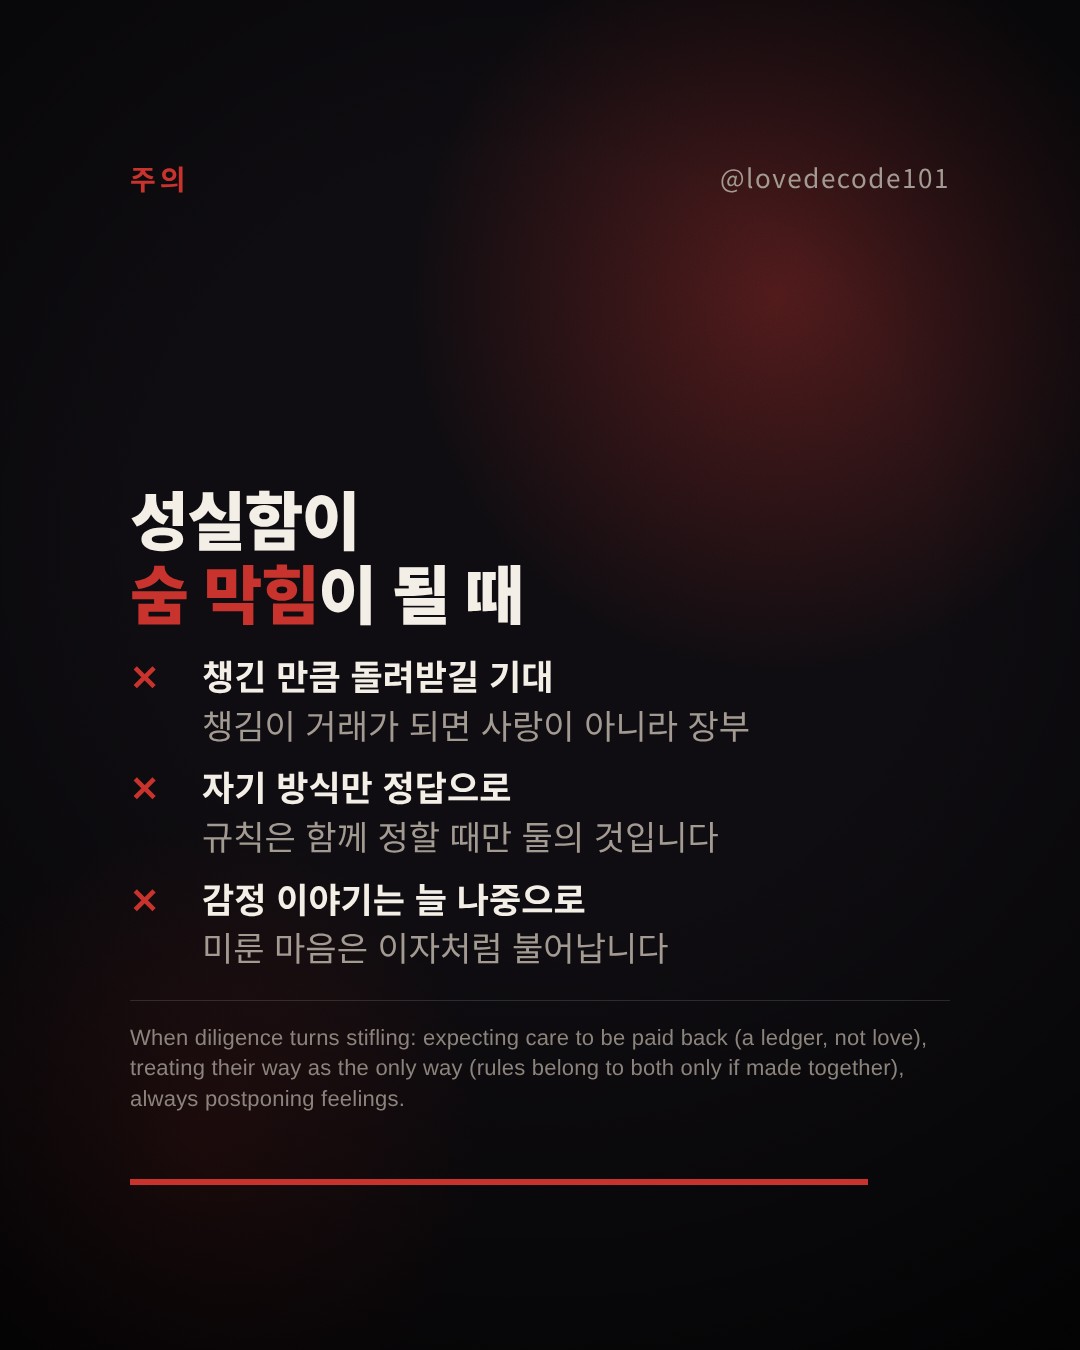 주의
@lovedecode101
성실함이
숨 막힘이 될 때
✕ 챙긴 만큼 돌려받길 기대
챙김이 거래가 되면 사랑이 아니라 장부
✕ 자기 방식만 정답으로
규칙은 함께 정할 때만 둘의 것입니다
✕ 감정 이야기는 늘 나중으로
미룬 마음은 이자처럼 불어납니다
When diligence turns stifling: expecting care to be paid back (a ledger, not love),
treating their way as the only way (rules belong to both only if made together),
always postponing feelings.